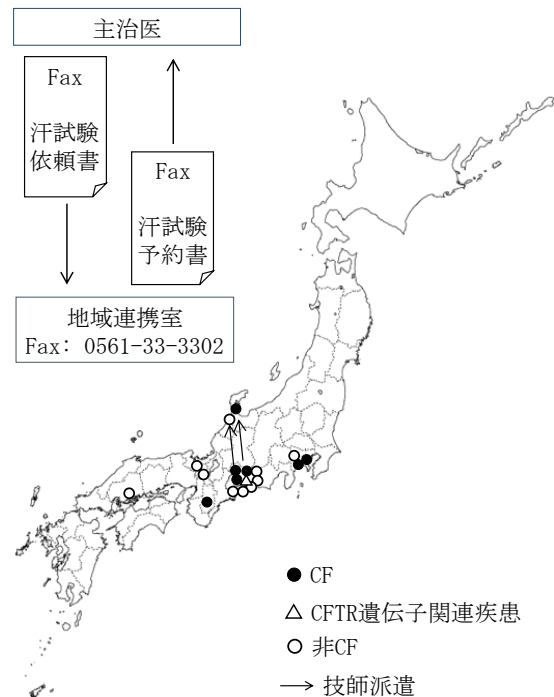 主治医
Fax
汗試験
依頼書
Fax
汗試験
予約書
地域連携室
Fax: 0561-33-3302
CF
CFTR遺伝子関連疾患
非CF
技師派遣